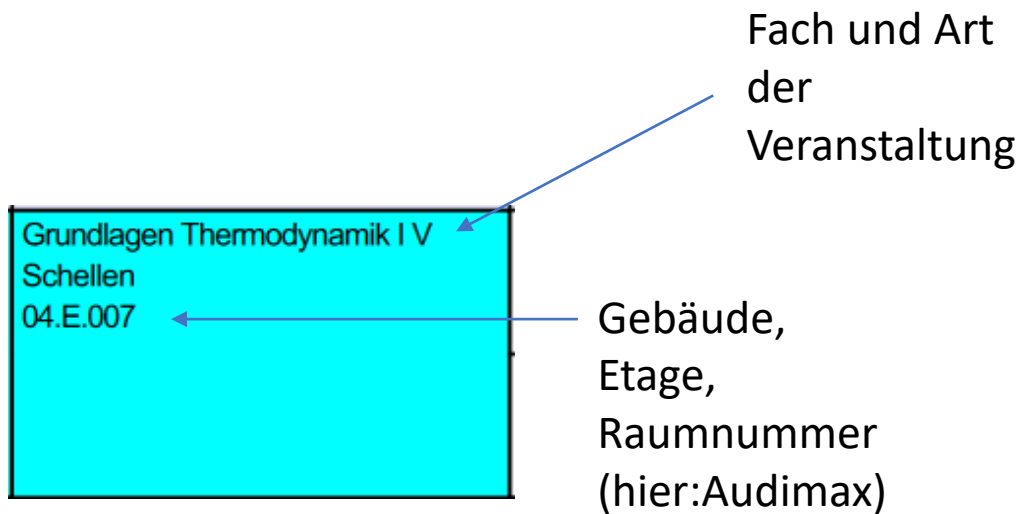 Fach und Art
der
Veranstaltung
Grundlagen Thermodynamik I V
Schellen
04.E.007
Gebäude,
Etage,
Raumnummer
(hier:Audimax)